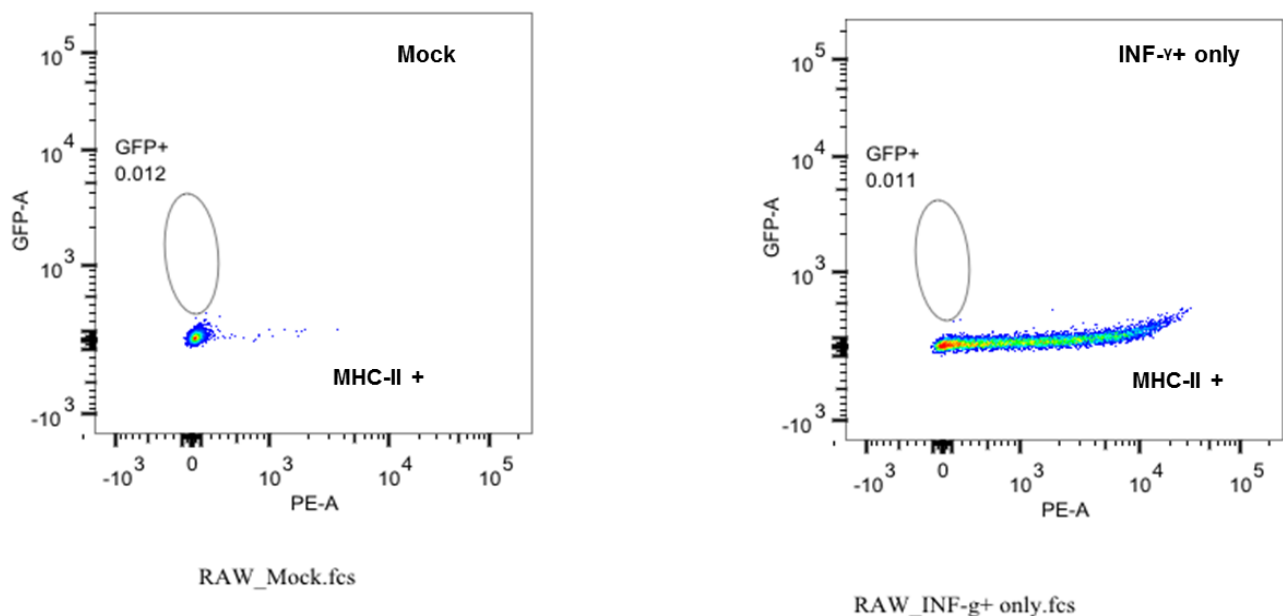 Mock
GFP+
0.012
MHC-II +
GFP-A
10^5
10^4
10^3
-10^3
-10^3
0
10^3
10^4
10^5
PE-A
RAW_Mock.fcs
INF-γ+ only
GFP+
0.011
MHC-II +
GFP-A
10^5
10^4
10^3
-10^3
-10^3
0
10^3
10^4
10^5
PE-A
RAW_INF-g+ only.fcs